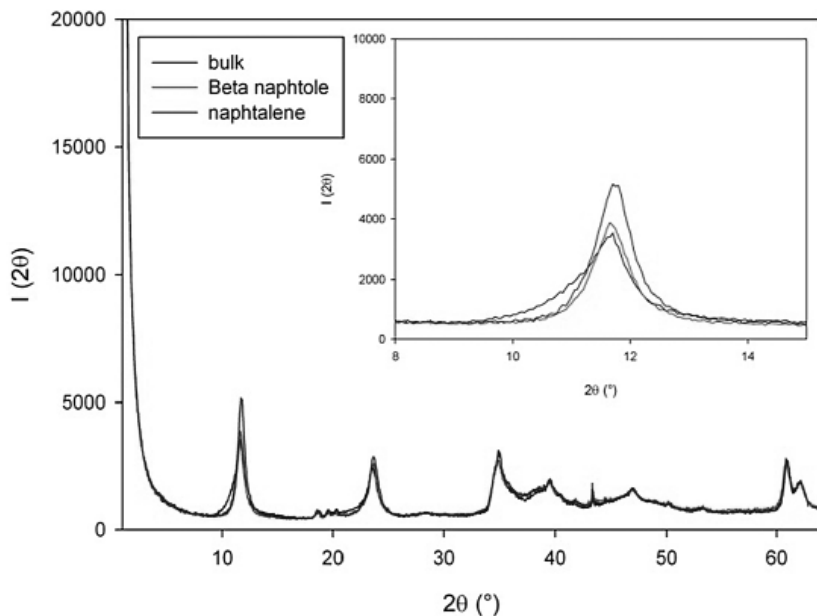 20000
15000
10000
5000
0
I (2θ)
bulk
Beta naphtole
naphtalene
10000
8000
6000
4000
2000
0
I (2θ)
8 10 12 14
2θ (°)
10 20 30 40 50 60
2θ (°)